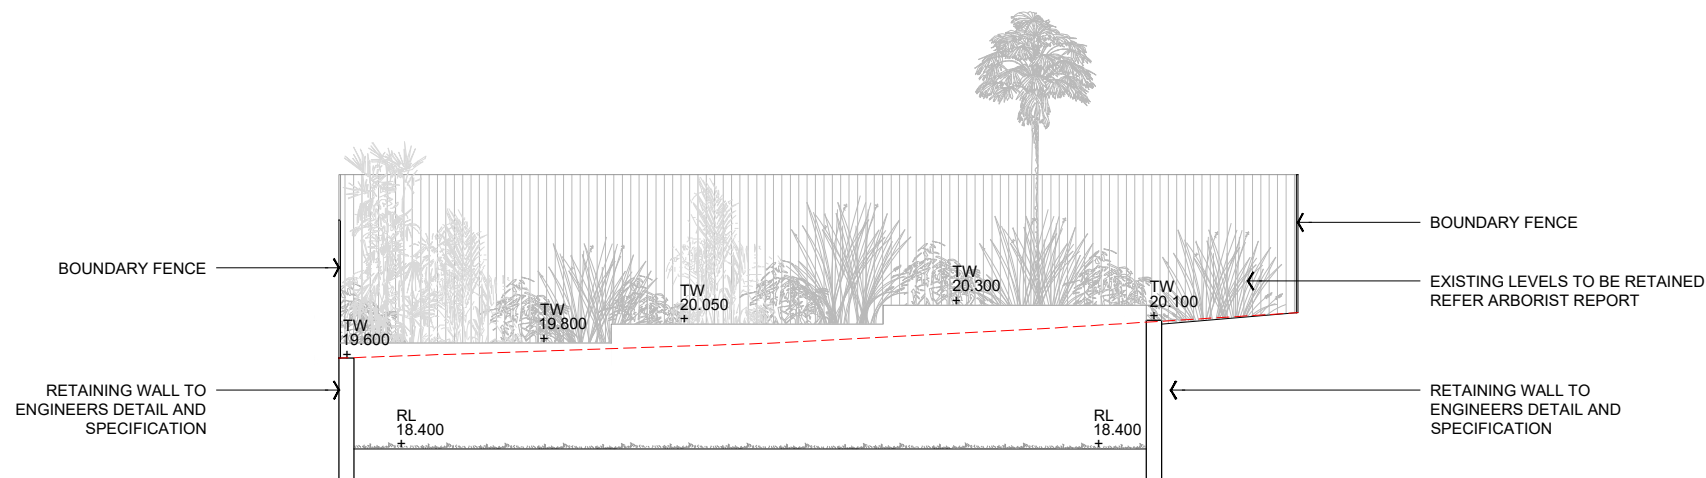 BOUNDARY FENCE
RETAINING WALL TO
ENGINEERS DETAIL AND
SPECIFICATION
TW
19.600
TW
19.800
TW
20.050
TW
20.300
TW
20.100
RL
18.400
RL
18.400
BOUNDARY FENCE
EXISTING LEVELS TO BE RETAINED
REFER ARBORIST REPORT
RETAINING WALL TO
ENGINEERS DETAIL AND
SPECIFICATION